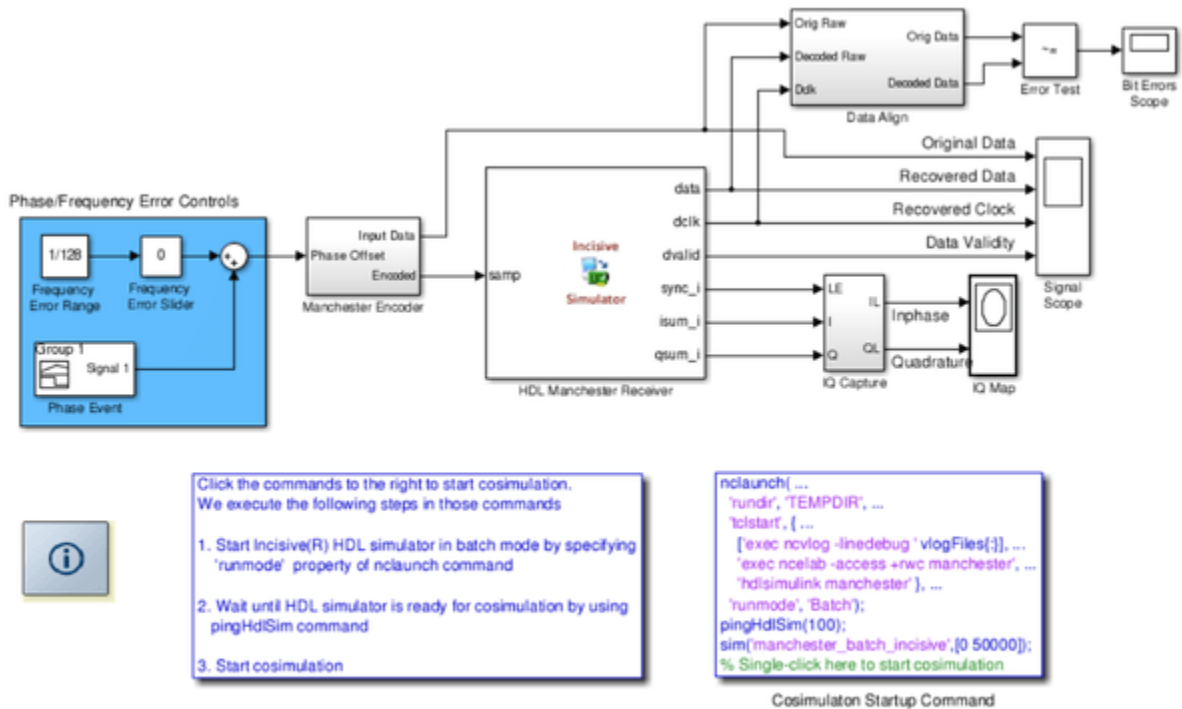 Orig Raw
Orig Data
Decoded Raw
Decoded Data
Dclk
Data Align
~=
Error Test
Bit Errors
Scope
Original Data
Recovered Data
Recovered Clock
Data Validity
Signal
Scope
Phase/Frequency Error Controls
1/128
Frequency
Error Range
0
Frequency
Error Slider
++
Group 1
Signal 1
Phase Event
Input Data
Phase Offset
Encoded
Manchester Encoder
samp
Incisive
Simulator
data
dclk
dvalid
sync_i
isum_i
qsum_i
HDL Manchester Receiver
LE
I
Q
IL
QL
IQ Capture
Inphase
Quadrature
IQ Map
i
Click the commands to the right to start cosimulation.
We execute the following steps in those commands
1. Start Incisive(R) HDL simulator in batch mode by specifying
'runmode' property of nclaunch command
2. Wait until HDL simulator is ready for cosimulation by using
pingHdlSim command
3. Start cosimulation
nclaunch( ...
'rundir', 'TEMPDIR', ...
'tclstart', { ...
['exec ncvlog -linedebug ' vlogFiles{:}], ...
'exec ncelab -access +rwc manchester', ...
'hdlsimulink manchester' }, ...
'runmode', 'Batch');
pingHdlSim(100);
sim('manchester_batch_incisive',[0 50000]);
% Single-click here to start cosimulation
Cosimulaton Startup Command